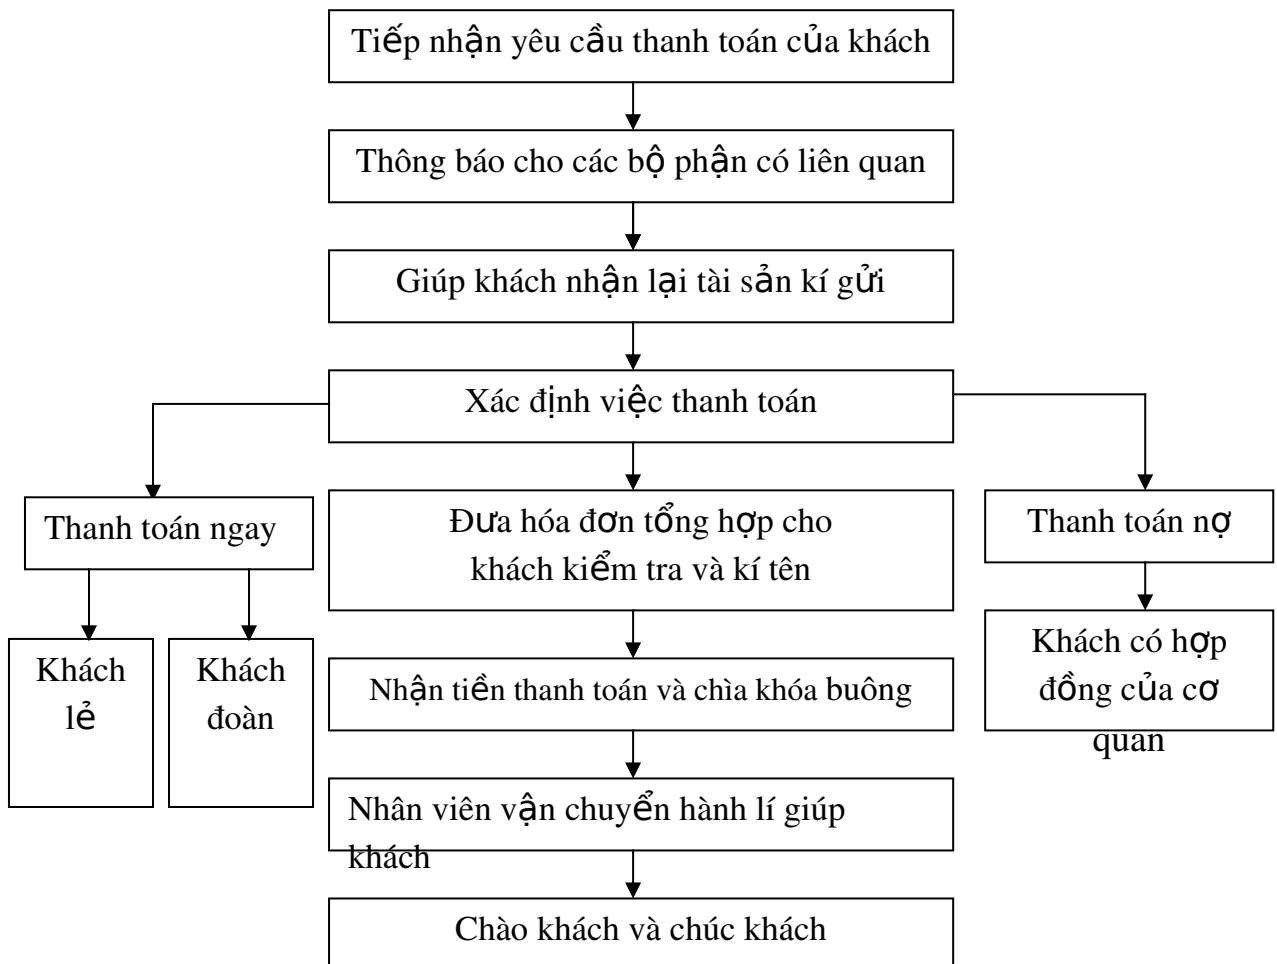 Tiếp nhận yêu cầu thanh toán của khách
Thông báo cho các bộ phận có liên quan
Giúp khách nhận lại tài sản kí gửi
Xác định việc thanh toán
Thanh toán ngay
Khách
lẻ
Khách
đoàn
Đưa hóa đơn tổng hợp cho
khách kiểm tra và kí tên
Thanh toán nợ
Khách có hợp
đồng của cơ
quan
Nhận tiền thanh toán và chìa khóa buông
Nhân viên vận chuyển hành lí giúp
khách
Chào khách và chúc khách